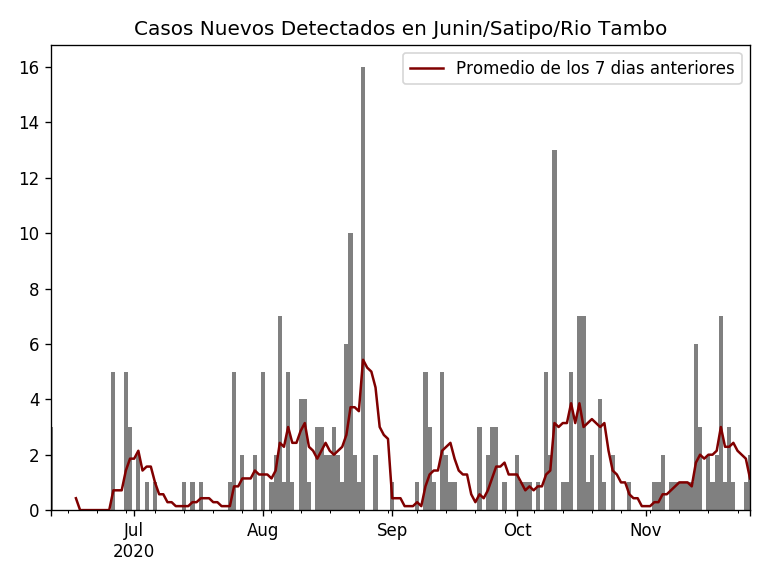 Casos Nuevos Detectados en Junin/Satipo/Rio Tambo
Promedio de los 7 dias anteriores
16
14
12
10
8
6
4
2
0
Jul
2020
Aug
Sep
Oct
Nov